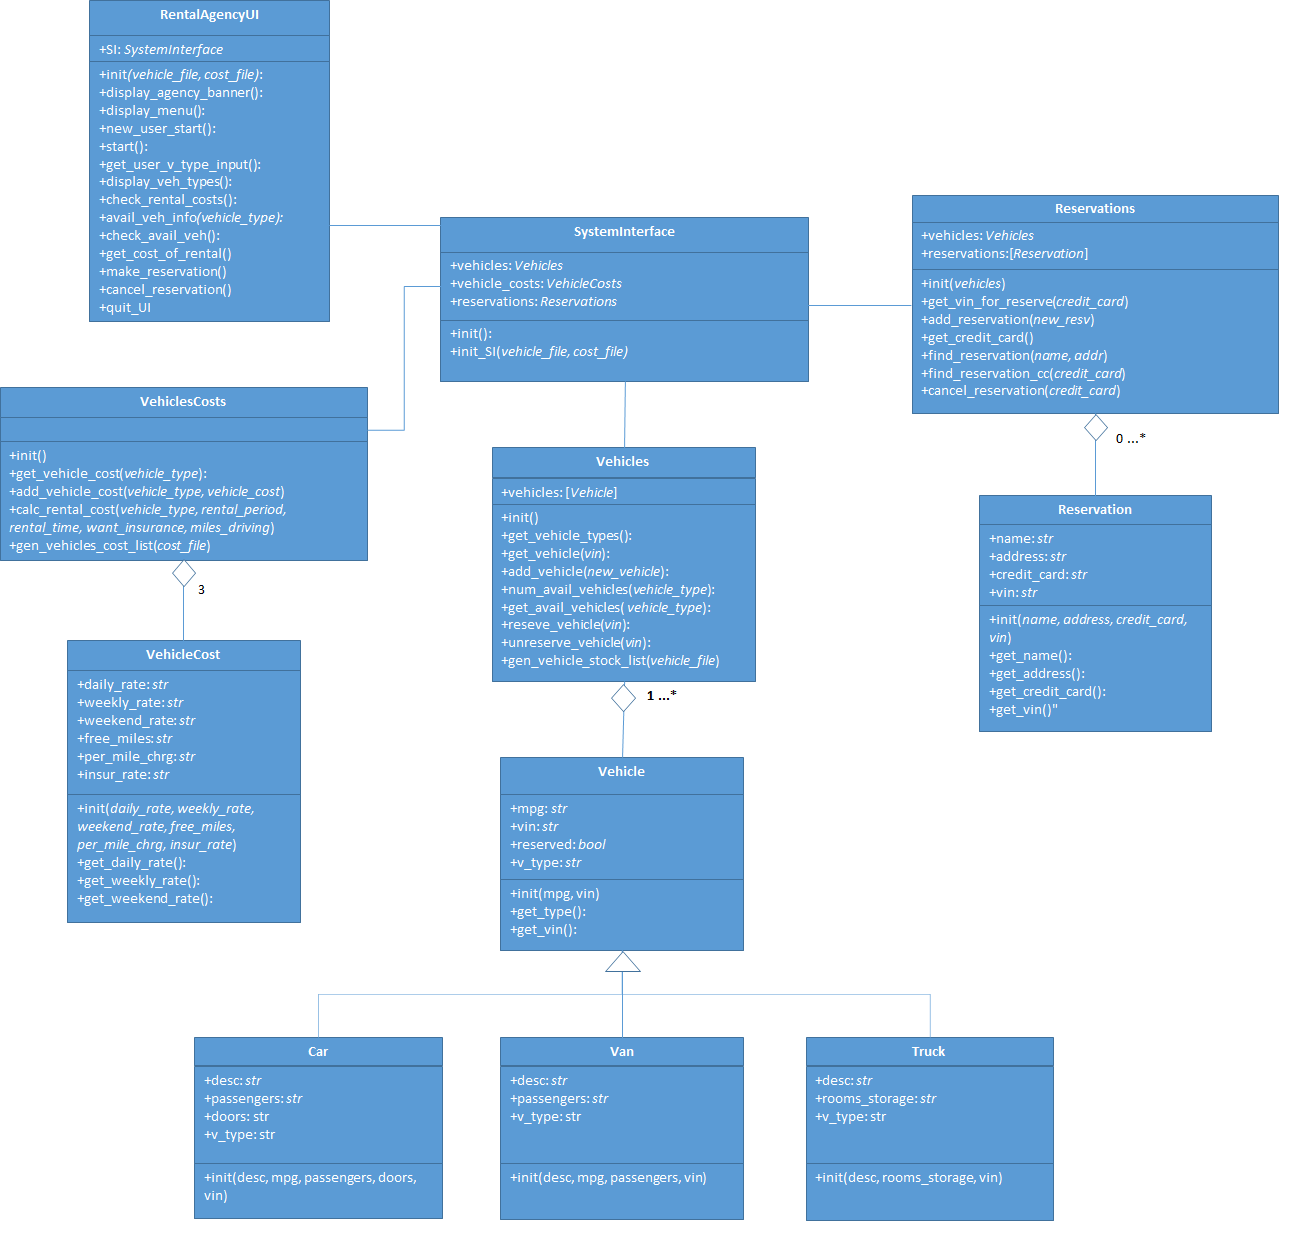 RentalAgencyUI
+SI: SystemInterface
+init(vehicle_file, cost_file):
+display_agency_banner():
+display_menu():
+new_user_start():
+start():
+get_user_v_type_input():
+display_veh_types():
+check_rental_costs():
+avail_veh_info(vehicle_type):
+check_avail_veh():
+get_cost_of_rental()
+make_reservation()
+cancel_reservation()
+quit_UI
SystemInterface
+vehicles: Vehicles
+vehicle_costs: VehicleCosts
+reservations: Reservations
+init():
+init_SI(vehicle_file, cost_file)
Reservations
+vehicles: Vehicles
+reservations:[Reservation]
+init(vehicles)
+get_vin_for_reserve(credit_card)
+add_reservation(new_resv)
+get_credit_card()
+find_reservation(name, addr)
+find_reservation_cc(credit_card)
+cancel_reservation(credit_card)
0 ...*
VehiclesCosts
+init()
+get_vehicle_cost(vehicle_type):
+add_vehicle_cost(vehicle_type, vehicle_cost)
+calc_rental_cost(vehicle_type, rental_period,
rental_time, want_insurance, miles_driving)
+gen_vehicles_cost_list(cost_file)
3
Vehicles
+vehicles: [Vehicle]
+init()
+get_vehicle_types():
+get_vehicle(vin):
+add_vehicle(new_vehicle):
+num_avail_vehicles(vehicle_type):
+get_avail_vehicles( vehicle_type):
+reseve_vehicle(vin):
+unreserve_vehicle(vin):
+gen_vehicle_stock_list(vehicle_file)
1 ...*
Reservation
+name: str
+address: str
+credit_card: str
+vin: str
+init(name, address, credit_card,
vin)
+get_name():
+get_address():
+get_credit_card():
+get_vin()"
VehicleCost
+daily_rate: str
+weekly_rate: str
+weekend_rate: str
+free_miles: str
+per_mile_chrg: str
+insur_rate: str
+init(daily_rate, weekly_rate,
weekend_rate, free_miles,
per_mile_chrg, insur_rate)
+get_daily_rate():
+get_weekly_rate():
+get_weekend_rate():
Vehicle
+mpg: str
+vin: str
+reserved: bool
+v_type: str
+init(mpg, vin)
+get_type():
+get_vin():
Car
+desc: str
+passengers: str
+doors: str
+v_type: str
+init(desc, mpg, passengers, doors,
vin)
Van
+desc: str
+passengers: str
+v_type: str
+init(desc, mpg, passengers, vin)
Truck
+desc: str
+rooms_storage: str
+v_type: str
+init(desc, rooms_storage, vin)